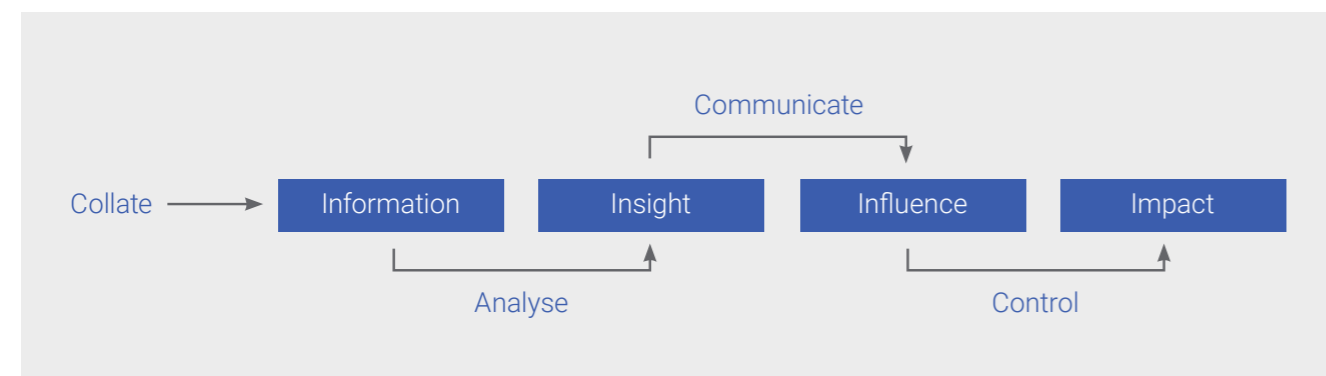 Communicate
Collate
Information
Insight
Influence
Impact
Analyse
Control